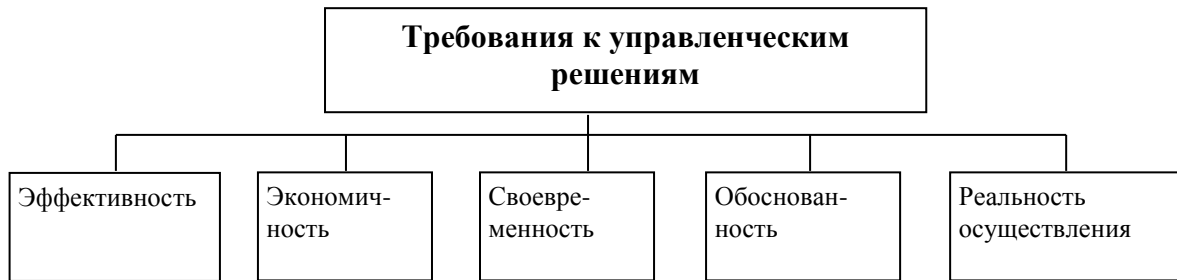 Требования к управленческим
решениям
Эффективность
Экономич-
ность
Своевре-
менность
Обоснован-
ность
Реальность
осуществления